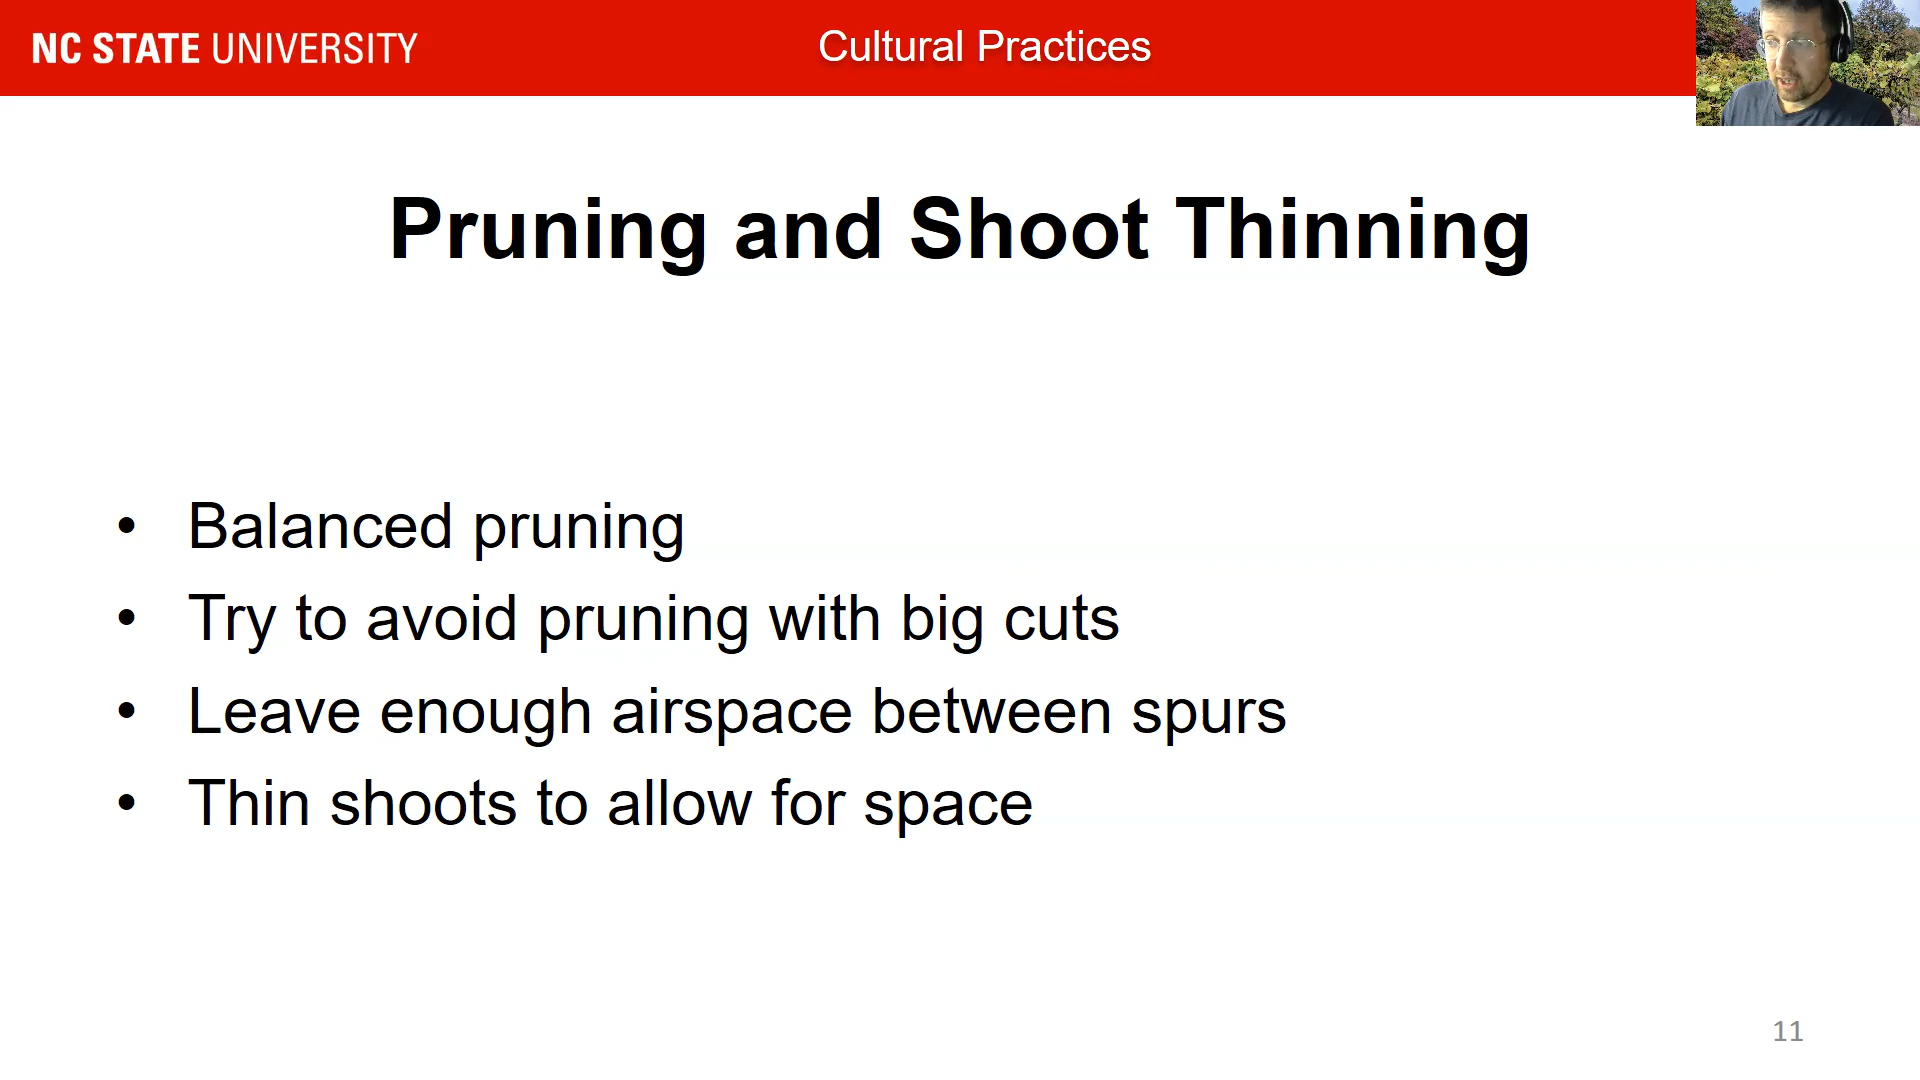 NC STATE UNIVERSITY
Cultural Practices
Pruning and Shoot Thinning
• Balanced pruning
• Try to avoid pruning with big cuts
• Leave enough airspace between spurs
• Thin shoots to allow for space
11